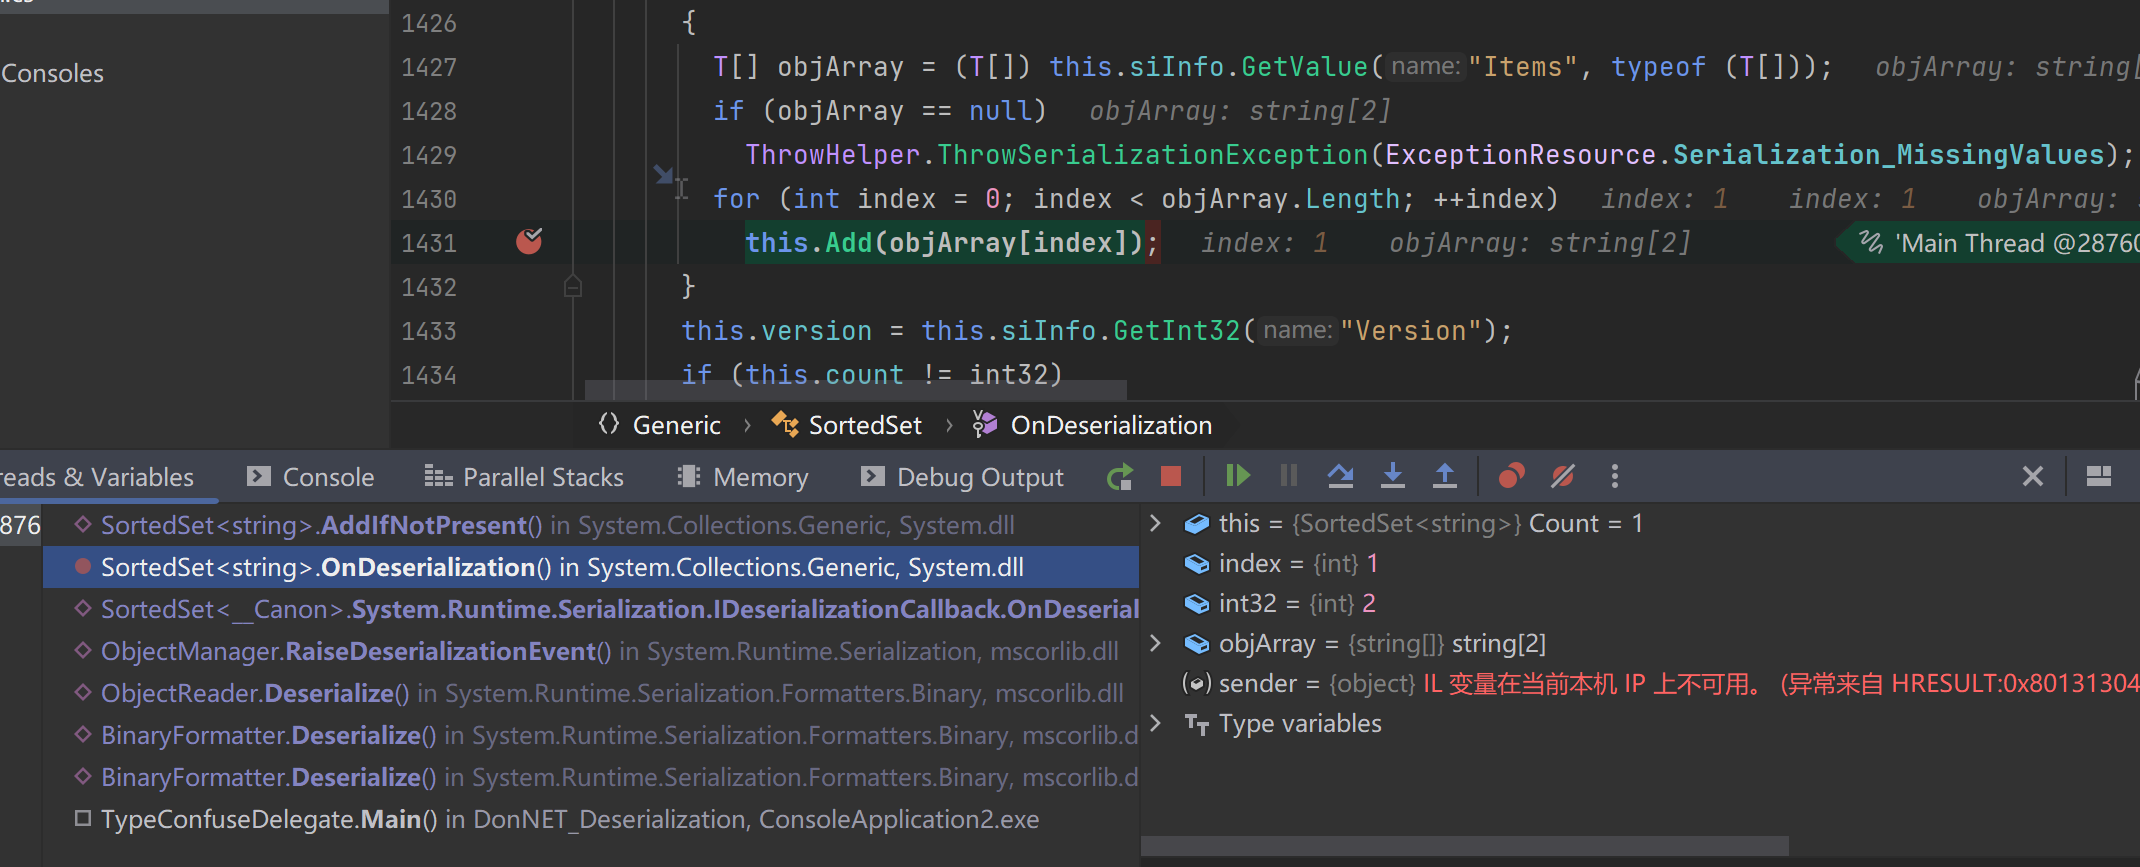 Consoles
1426 {
1427 T[] objArray = (T[]) this.siInfo.GetValue(name:"Items", typeof (T[])); objArray: string[
1428 if (objArray == null) objArray: string[2]
1429 ThrowHelper.ThrowSerializationException(ExceptionResource.Serialization_MissingValues);
1430 for (int index = 0; index < objArray.Length; ++index) index: 1 index: 1 objArray:
1431 this.Add(objArray[index]); index: 1 objArray: string[2] 'Main Thread @28760
1432 }
1433 this.version = this.siInfo.GetInt32(name:"Version");
1434 if (this.count != int32)
{} Generic › SortedSet › OnDeserialization
reads & Variables Console Parallel Stacks Memory Debug Output
876
SortedSet<string>.AddIfNotPresent() in System.Collections.Generic, System.dll
SortedSet<string>.OnDeserialization() in System.Collections.Generic, System.dll
SortedSet<__Canon>.System.Runtime.Serialization.IDeserializationCallback.OnDeserial
ObjectManager.RaiseDeserializationEvent() in System.Runtime.Serialization, mscorlib.dll
ObjectReader.Deserialize() in System.Runtime.Serialization.Formatters.Binary, mscorlib.dll
BinaryFormatter.Deserialize() in System.Runtime.Serialization.Formatters.Binary, mscorlib.d
BinaryFormatter.Deserialize() in System.Runtime.Serialization.Formatters.Binary, mscorlib.d
TypeConfuseDelegate.Main() in DonNET_Deserialization, ConsoleApplication2.exe
this = {SortedSet<string>} Count = 1
index = {int} 1
int32 = {int} 2
objArray = {string[]} string[2]
sender = {object} IL 变量在当前本机 IP 上不可用。 (异常来自 HRESULT:0x80131304
Type variables